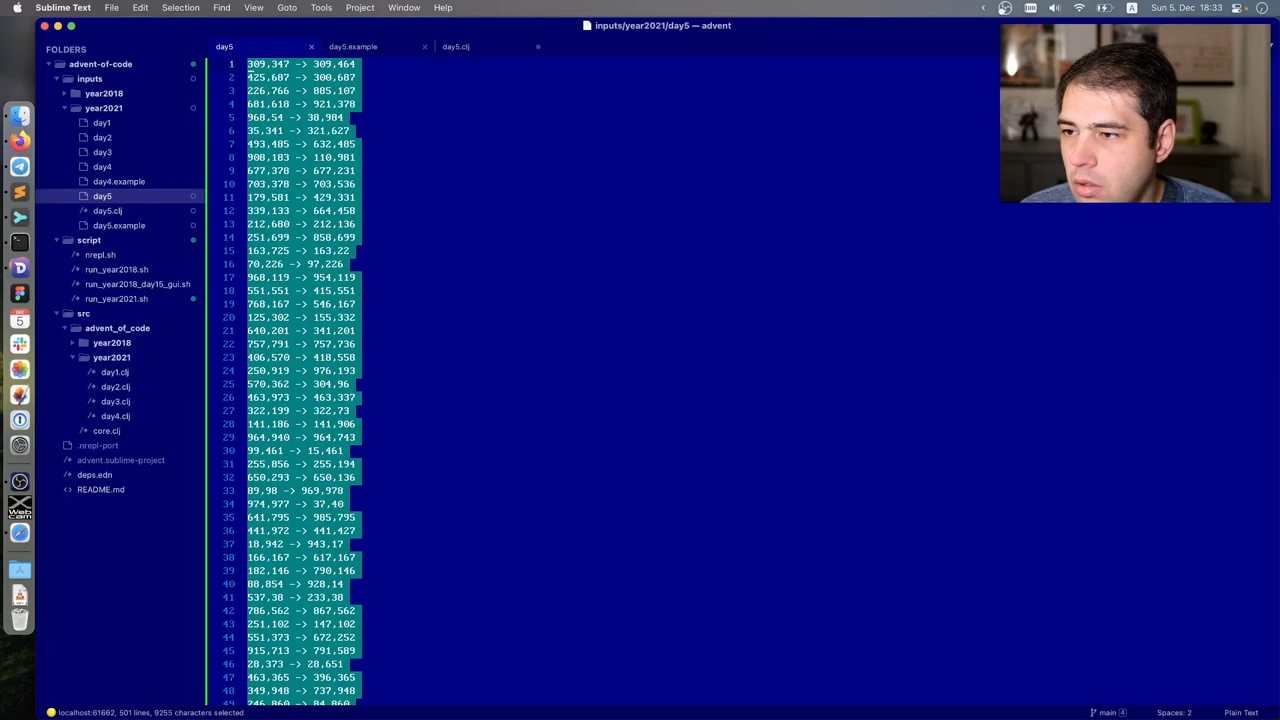 Sublime Text File Edit Selection Find View Goto Tools Project Window Help
Sun 5. Dec 18:33
inputs/year2021/day5 — advent
FOLDERS
advent-of-code
inputs
year2018
year2021
day1
day2
day3
day4
day4.example
day5
day5.clj
day5.example
script
nrepl.sh
run_year2018.sh
run_year2018_day15_gui.sh
run_year2021.sh
src
advent_of_code
year2018
year2021
day1.clj
day2.clj
day3.clj
day4.clj
core.clj
.nrepl-port
advent.sublime-project
deps.edn
README.md
day5
day5.example
day5.clj
1 309,347 -> 309,464
2 425,687 -> 300,687
3 226,766 -> 885,107
4 681,618 -> 921,378
5 968,54 -> 38,984
6 35,341 -> 321,627
7 493,485 -> 632,485
8 908,183 -> 110,981
9 677,378 -> 677,231
10 703,378 -> 703,536
11 179,581 -> 429,331
12 339,133 -> 664,458
13 212,680 -> 212,136
14 251,699 -> 858,699
15 163,725 -> 163,22
16 70,226 -> 97,226
17 968,119 -> 954,119
18 551,551 -> 415,551
19 768,167 -> 546,167
20 125,302 -> 155,332
21 640,201 -> 341,201
22 757,791 -> 757,736
23 406,570 -> 418,558
24 250,919 -> 976,193
25 570,362 -> 304,96
26 463,973 -> 463,337
27 322,199 -> 322,73
28 141,186 -> 141,906
29 964,940 -> 964,743
30 99,461 -> 15,461
31 255,856 -> 255,194
32 650,293 -> 650,136
33 89,98 -> 969,978
34 974,977 -> 37,40
35 641,795 -> 985,795
36 441,972 -> 441,427
37 18,942 -> 943,17
38 166,167 -> 617,167
39 182,146 -> 790,146
40 88,854 -> 928,14
41 537,38 -> 233,38
42 786,562 -> 867,562
43 251,102 -> 147,102
44 551,373 -> 672,252
45 915,713 -> 791,589
46 28,373 -> 28,651
47 463,365 -> 396,365
48 349,948 -> 737,948
49 246,860 -> 84,860
DEC
5
X Web
cam
localhost:61662, 501 lines, 9255 characters selected
main 4
Spaces: 2
Plain Text